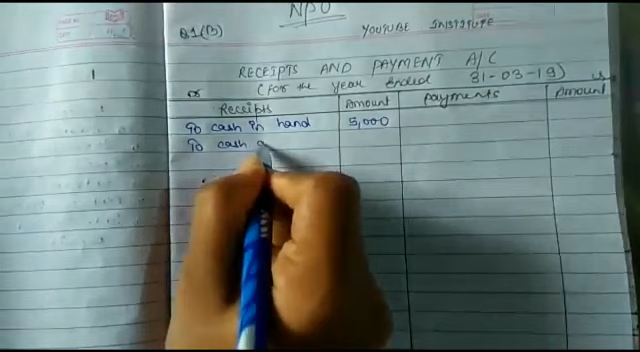 NPO
Q1(B)
YOUTUBE INSTITUTE
RECEIPTS AND PAYMENT A/C
(For the year Ended 31-03-19)
Receipts Amount Payments Amount
To cash in hand 5,000
To cash